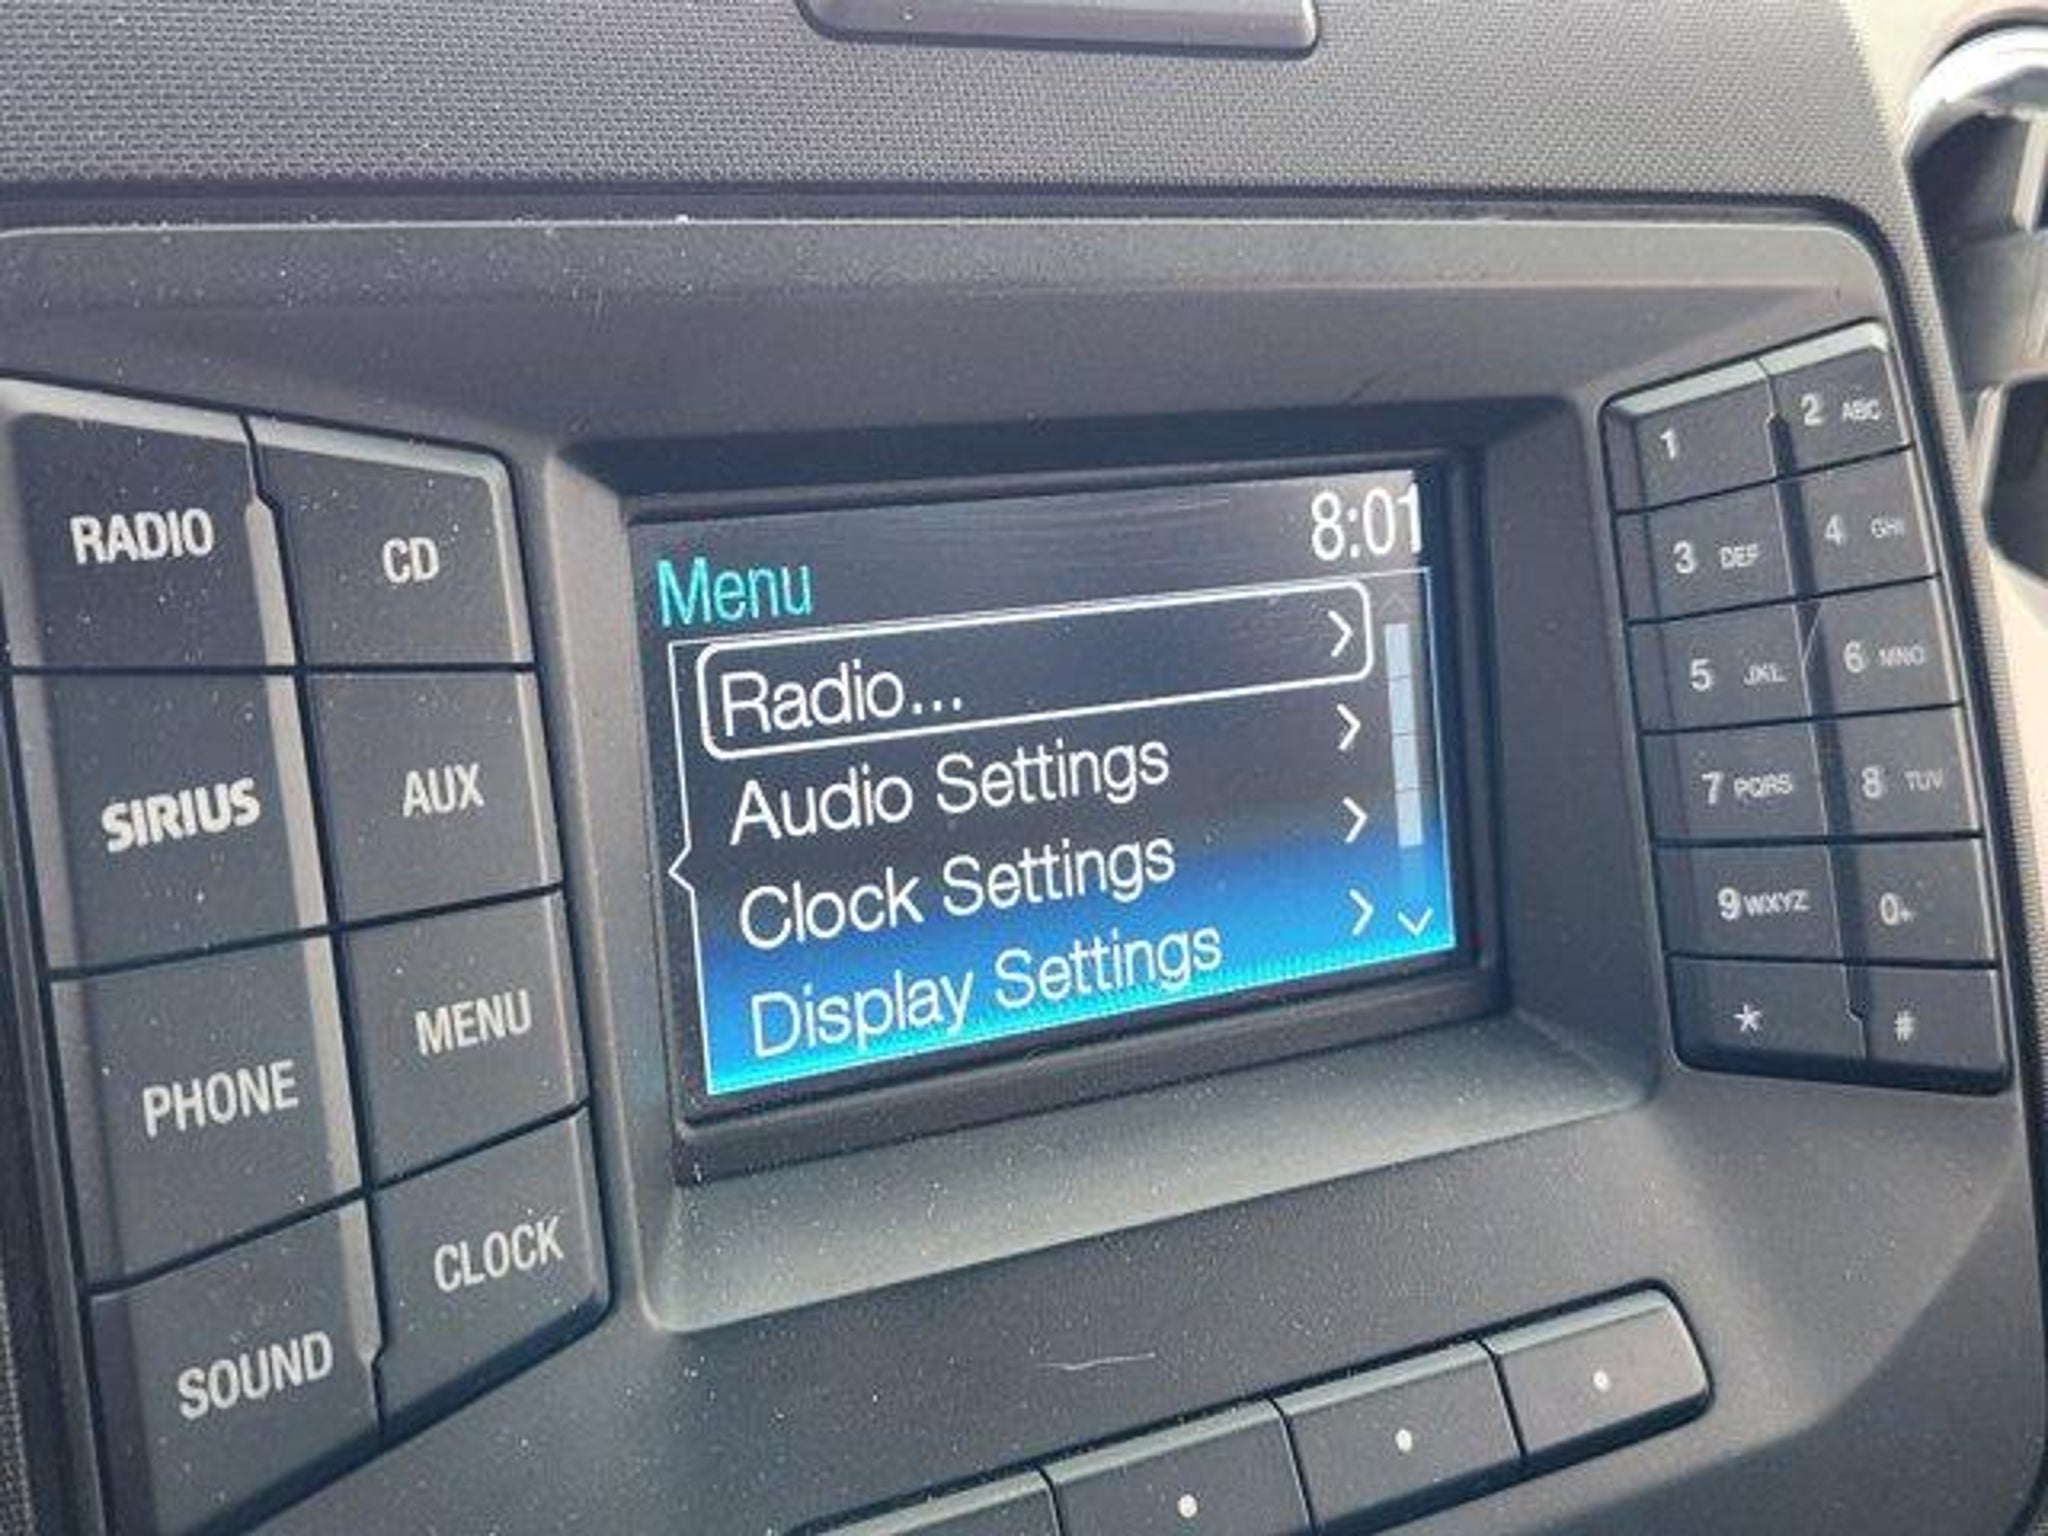 RADIO
CD
SIRIUS
AUX
PHONE
MENU
SOUND
CLOCK
8:01
Menu
Radio...
Audio Settings
Clock Settings
Display Settings
1
2 ABC
3 DEF
4 GHI
5 JKL
6 MNO
7 PQRS
8 TUV
9 WXYZ
0+
*
#